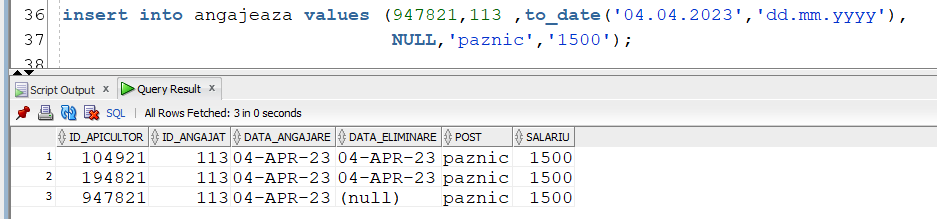 36 insert into angajeaza values (947821,113 ,to_date('04.04.2023','dd.mm.yyyy'),
37 NULL,'paznic','1500');
38
Script Output x Query Result x
SQL | All Rows Fetched: 3 in 0 seconds
ID_APICULTOR ID_ANGAJAT DATA_ANGAJARE DATA_ELIMINARE POST SALARIU
1 104921 113 04-APR-23 04-APR-23 paznic 1500
2 194821 113 04-APR-23 04-APR-23 paznic 1500
3 947821 113 04-APR-23 (null) paznic 1500